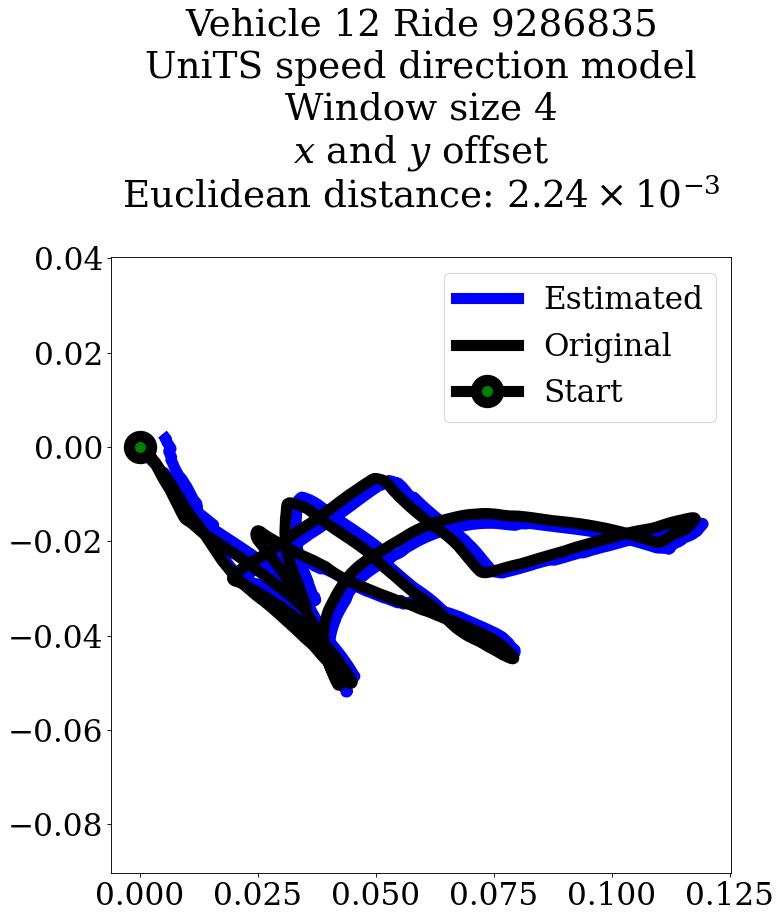 Vehicle 12 Ride 9286835
UniTS speed direction model
Window size 4
x and y offset
Euclidean distance: 2.24 × 10⁻³
0.04
0.02
0.00
−0.02
−0.04
−0.06
−0.08
Estimated
Original
Start
0.000 0.025 0.050 0.075 0.100 0.125